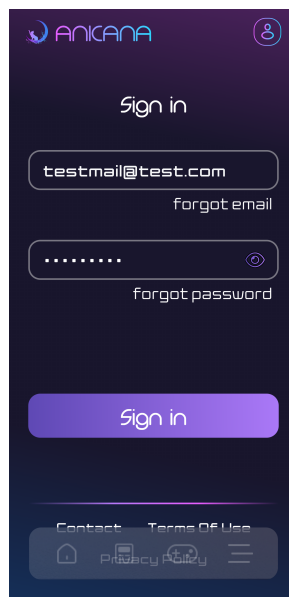 ANICANA
Sign in
testmail@test.com
forgot email
•••••••••
forgot password
Sign in
Contact Terms Of Use
Privacy Policy